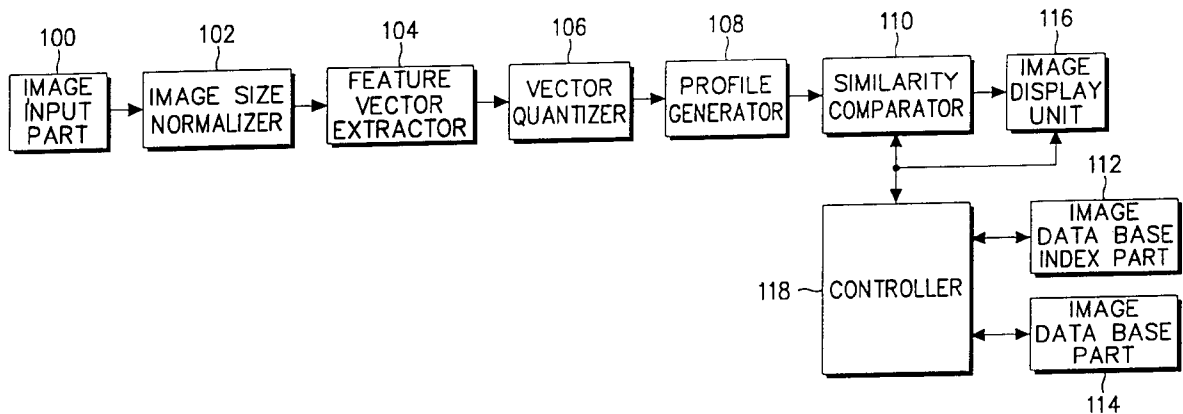 100
IMAGE
INPUT
PART
102
IMAGE SIZE
NORMALIZER
104
FEATURE
VECTOR
EXTRACTOR
106
VECTOR
QUANTIZER
108
PROFILE
GENERATOR
110
SIMILARITY
COMPARATOR
116
IMAGE
DISPLAY
UNIT
118
CONTROLLER
112
IMAGE
DATA BASE
INDEX PART
IMAGE
DATA BASE
PART
114